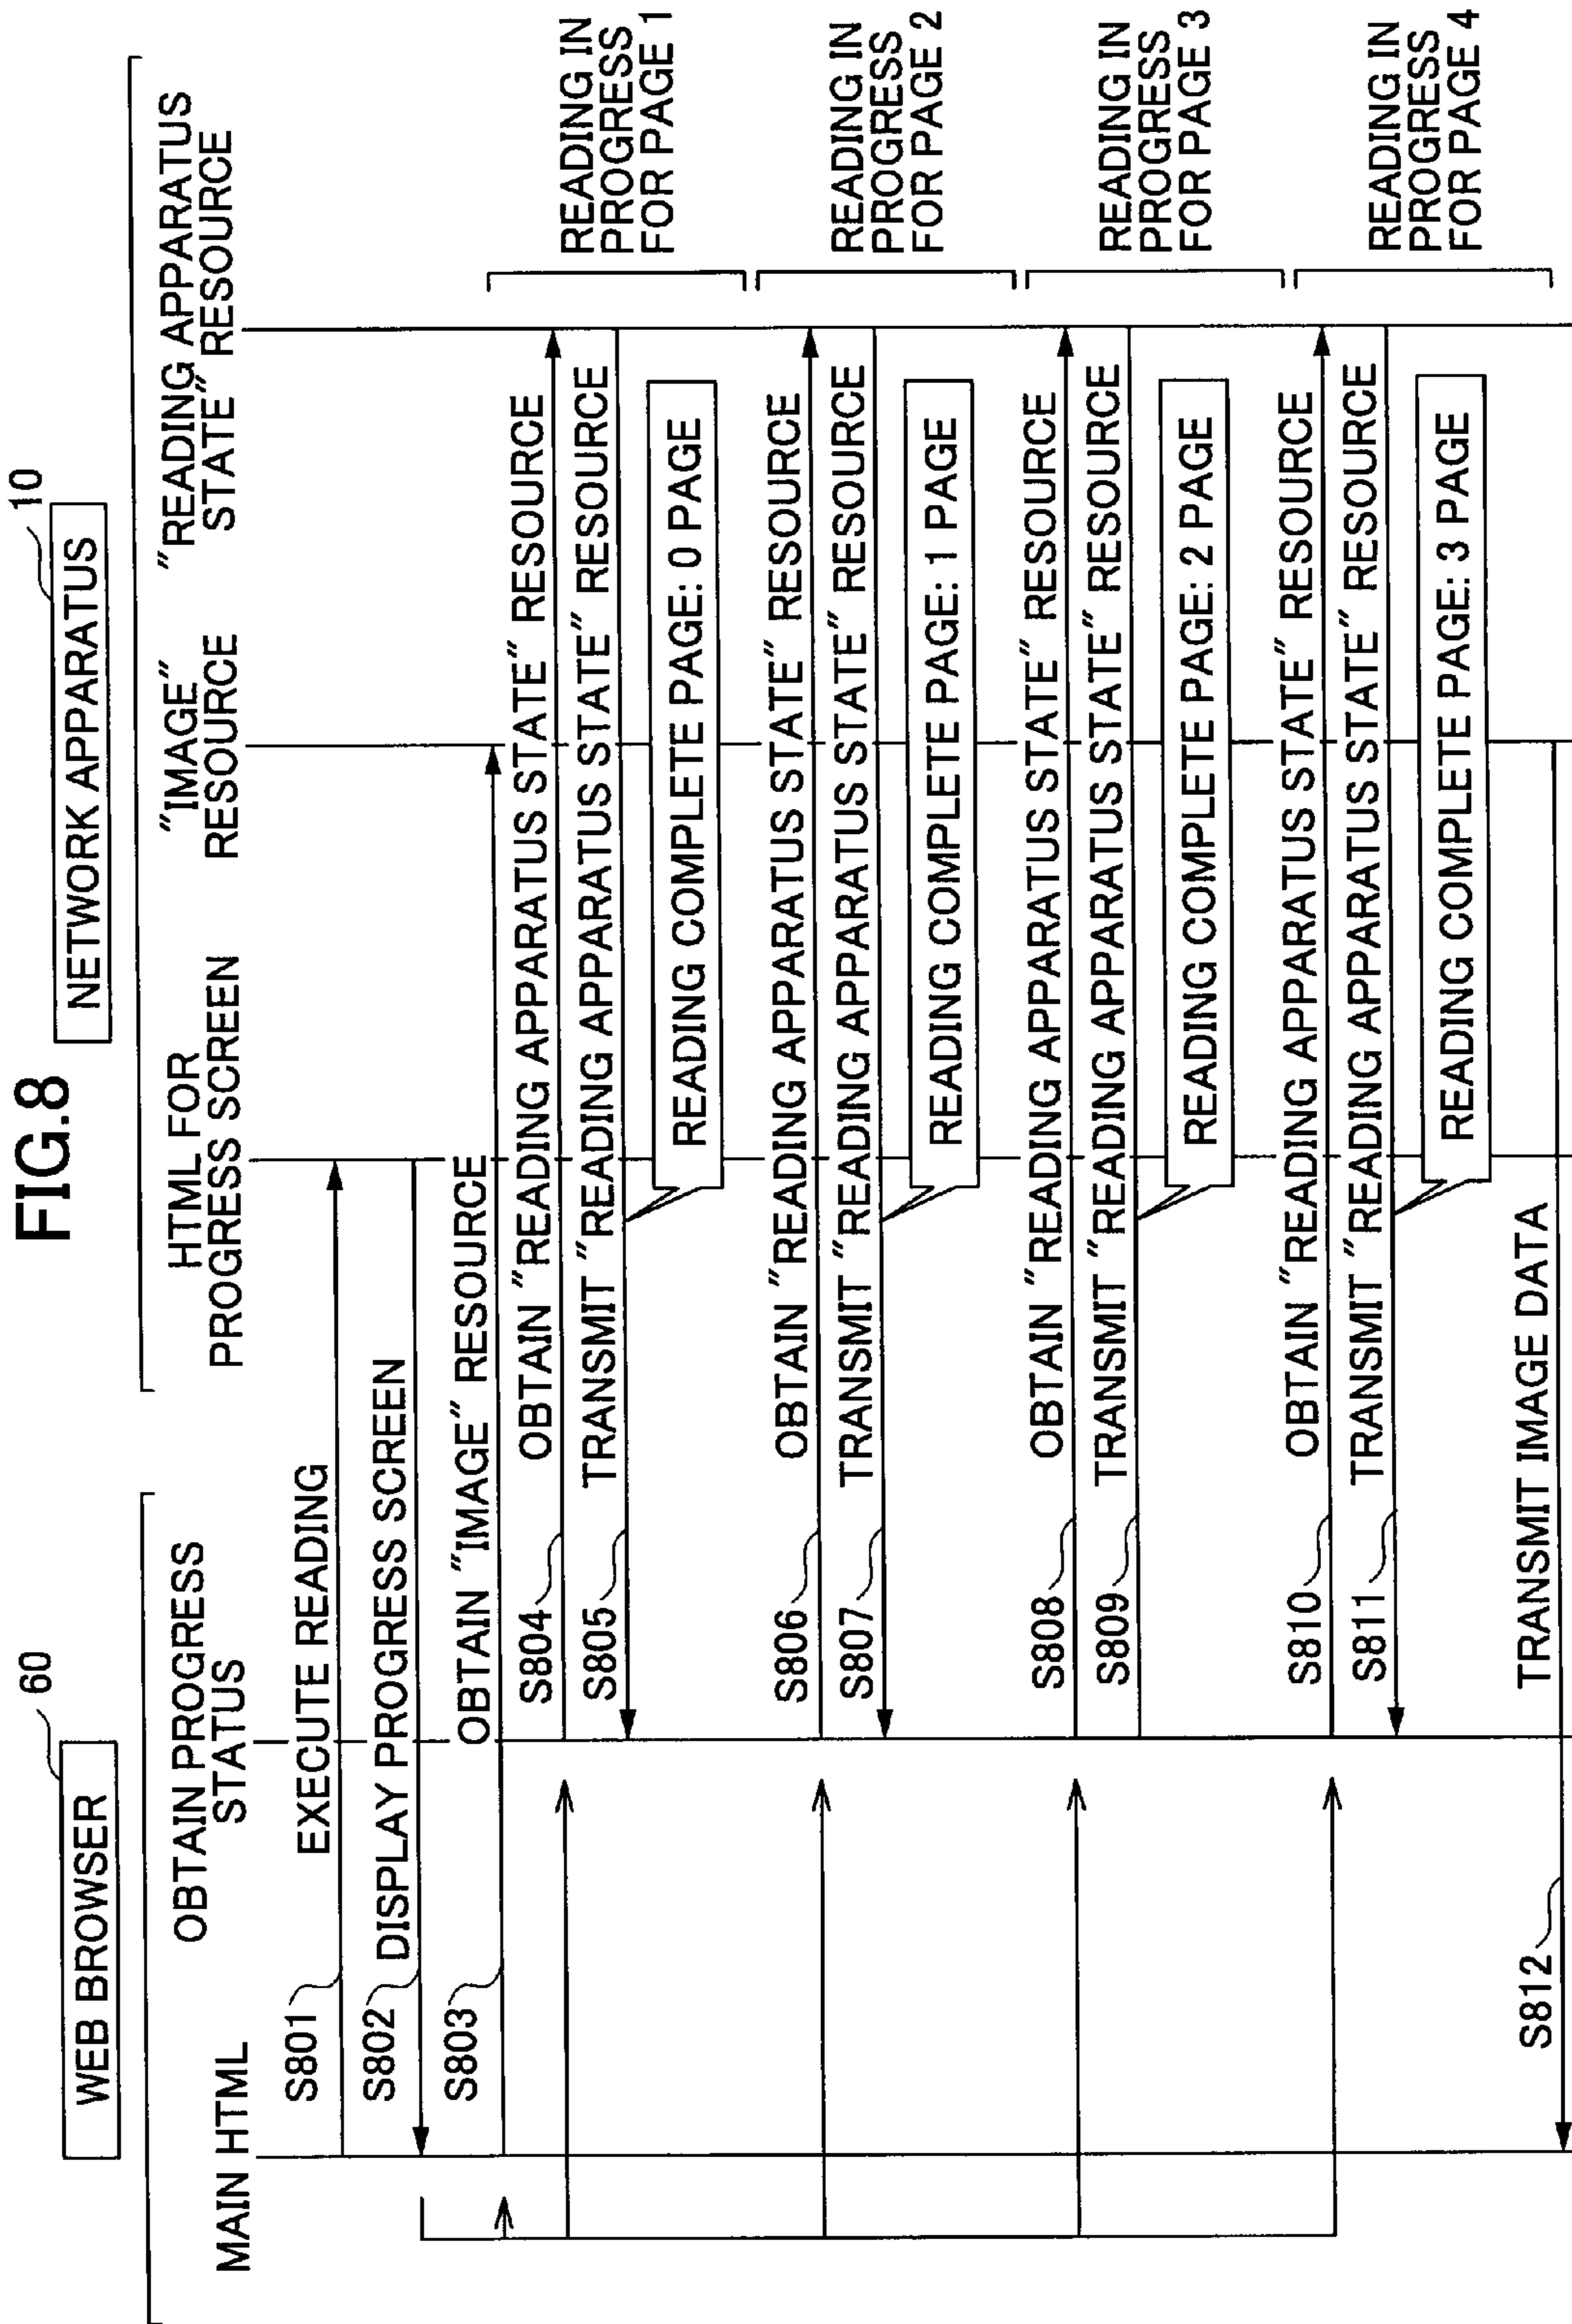 FIG.8
WEB BROWSER
60
NETWORK APPARATUS
10
MAIN HTML
OBTAIN PROGRESS
STATUS
HTML FOR
PROGRESS SCREEN
"IMAGE"
RESOURCE
"READING APPARATUS
STATE" RESOURCE
S801
EXECUTE READING
S802
DISPLAY PROGRESS SCREEN
S803
OBTAIN "IMAGE" RESOURCE
S804
OBTAIN "READING APPARATUS STATE" RESOURCE
S805
TRANSMIT "READING APPARATUS STATE" RESOURCE
READING COMPLETE PAGE: 0 PAGE
READING IN
PROGRESS
FOR PAGE 1
S806
OBTAIN "READING APPARATUS STATE" RESOURCE
S807
TRANSMIT "READING APPARATUS STATE" RESOURCE
READING COMPLETE PAGE: 1 PAGE
READING IN
PROGRESS
FOR PAGE 2
S808
OBTAIN "READING APPARATUS STATE" RESOURCE
S809
TRANSMIT "READING APPARATUS STATE" RESOURCE
READING COMPLETE PAGE: 2 PAGE
READING IN
PROGRESS
FOR PAGE 3
S810
OBTAIN "READING APPARATUS STATE" RESOURCE
S811
TRANSMIT "READING APPARATUS STATE" RESOURCE
READING COMPLETE PAGE: 3 PAGE
READING IN
PROGRESS
FOR PAGE 4
S812
TRANSMIT IMAGE DATA